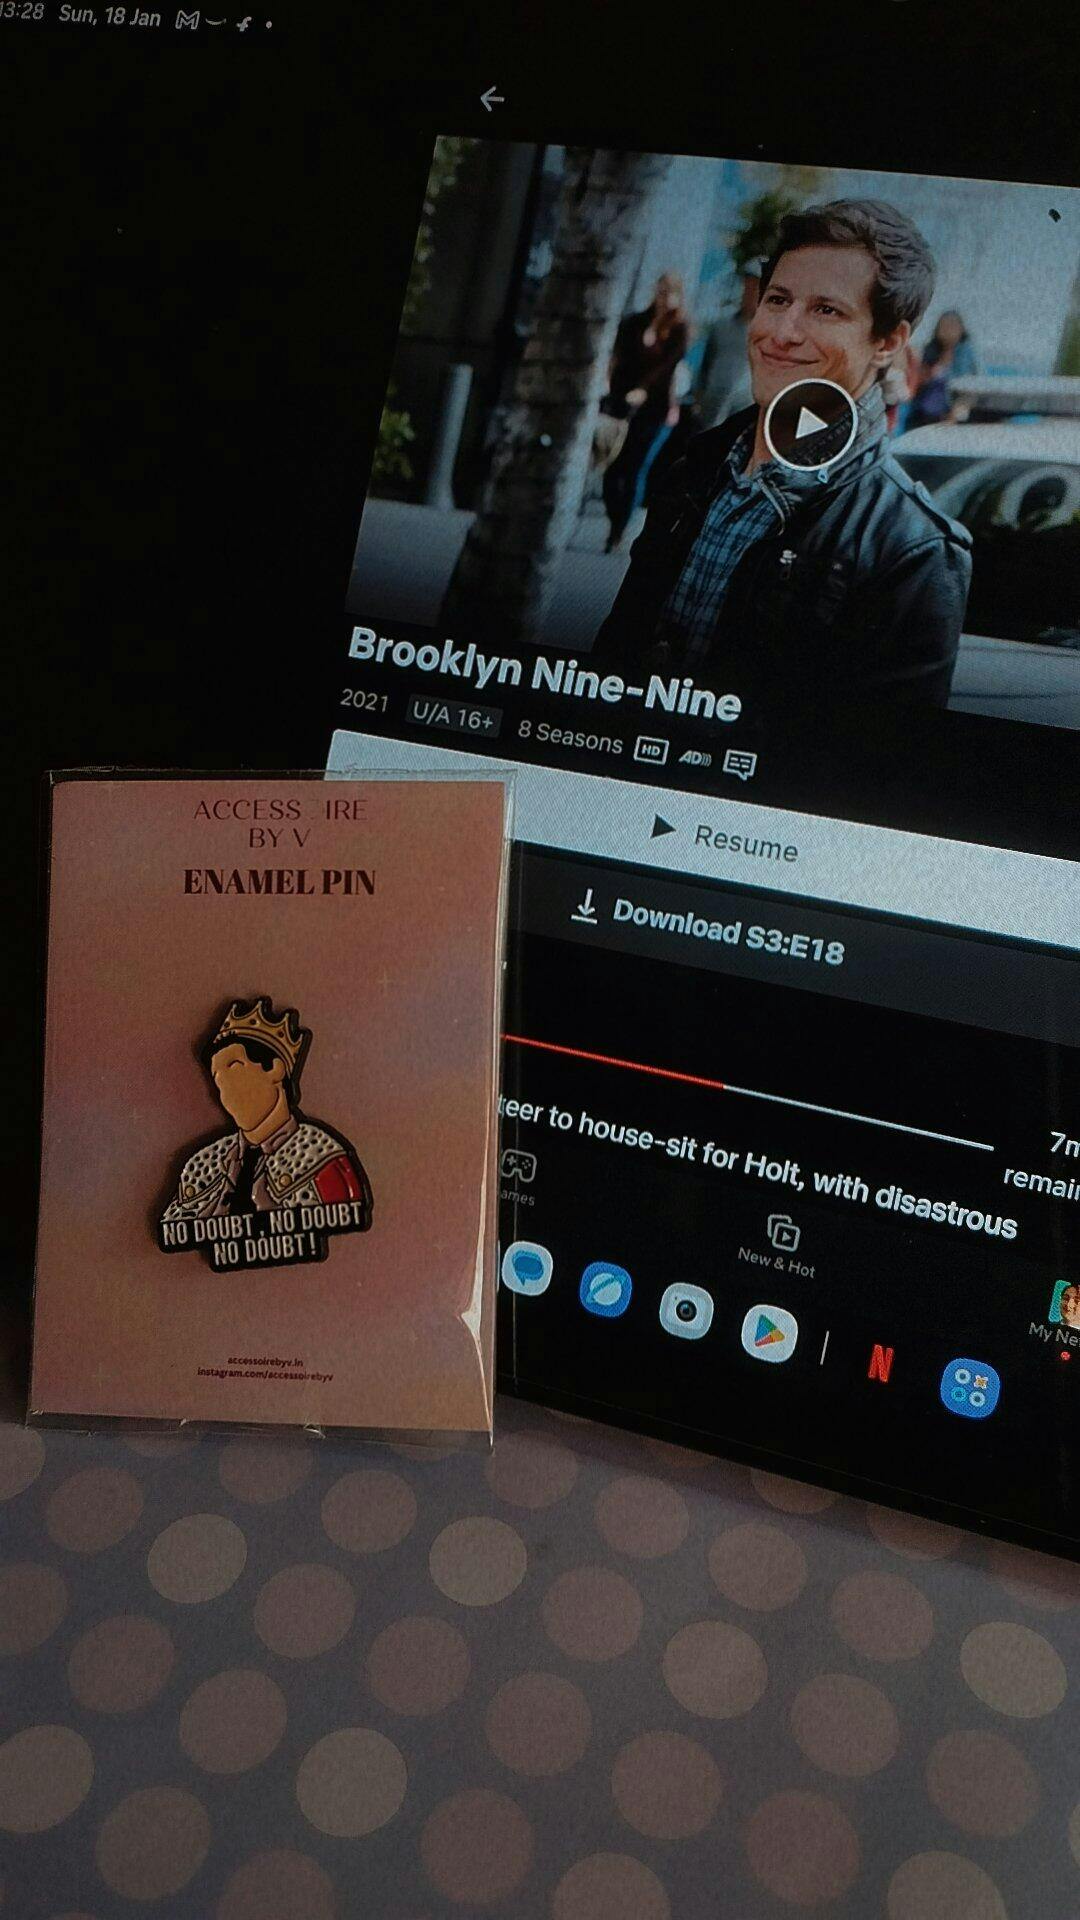 13:28 Sun, 18 Jan
Brooklyn Nine-Nine
2021 U/A 16+ 8 Seasons HD AD)))
Resume
Download S3:E18
7m
remai
teer to house-sit for Holt, with disastrous
ames
New & Hot
My Ne
N
ACCESS IRE
BY V
ENAMEL PIN
NO DOUBT, NO DOUBT
NO DOUBT!
accessoirebyv.in
instagram.com/accessoirebyv